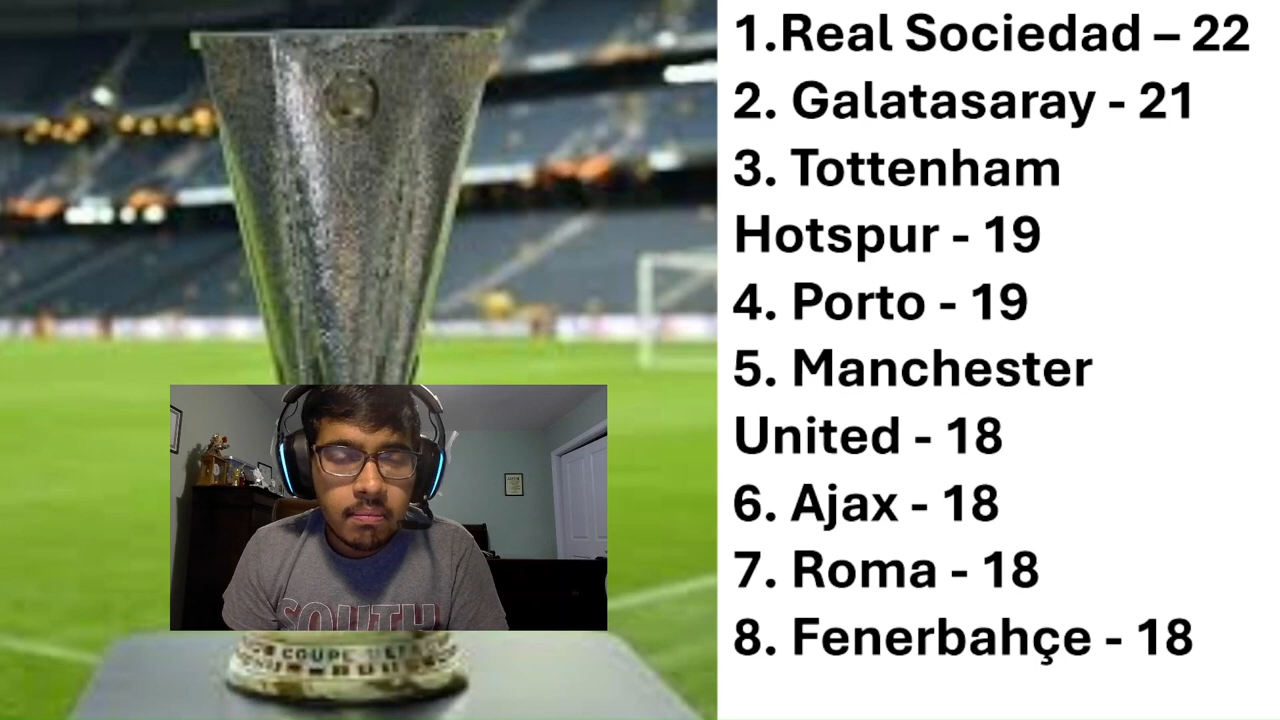 1.Real Sociedad – 22
2. Galatasaray - 21
3. Tottenham
Hotspur - 19
4. Porto - 19
5. Manchester
United - 18
6. Ajax - 18
7. Roma - 18
8. Fenerbahçe - 18
SOUTH
COUPE UEFA